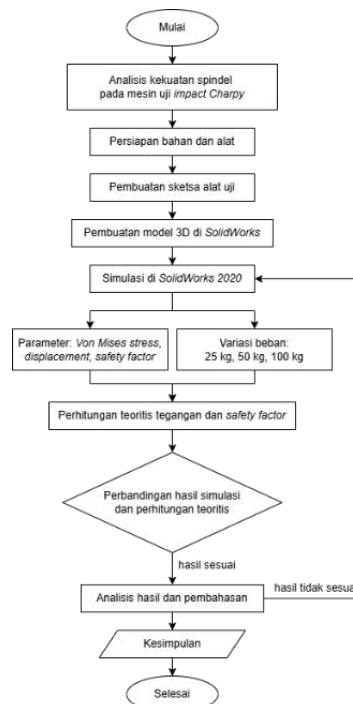 Mulai
Analisis kekuatan spindel
pada mesin uji impact Charpy
Persiapan bahan dan alat
Pembuatan sketsa alat uji
Pembuatan model 3D di SolidWorks
Simulasi di SolidWorks 2020
Parameter: Von Mises stress,
displacement, safety factor
Variasi beban:
25 kg, 50 kg, 100 kg
Perhitungan teoritis tegangan dan safety factor
Perbandingan hasil simulasi
dan perhitungan teoritis
hasil sesuai
Analisis hasil dan pembahasan
hasil tidak sesua
Kesimpulan
Selesai